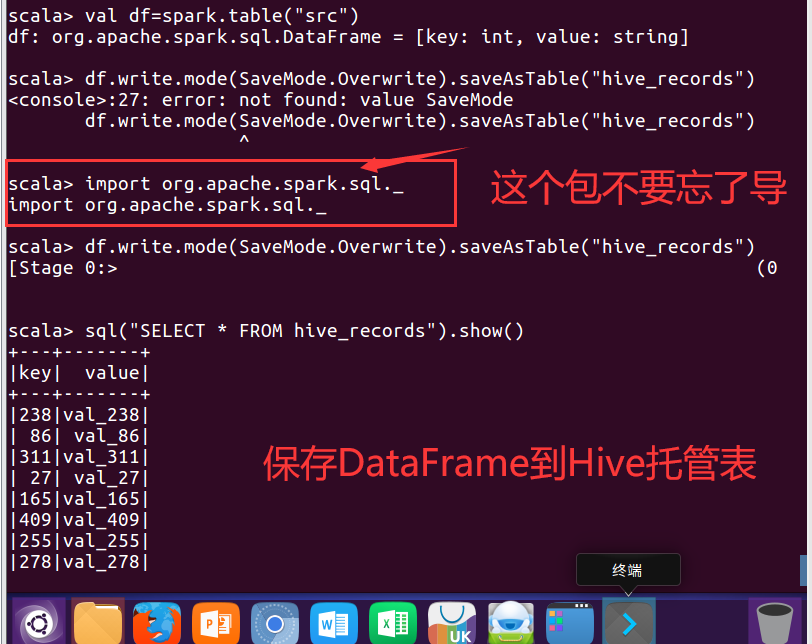 scala> val df=spark.table("src")
df: org.apache.spark.sql.DataFrame = [key: int, value: string]
scala> df.write.mode(SaveMode.Overwrite).saveAsTable("hive_records")
<console>:27: error: not found: value SaveMode
       df.write.mode(SaveMode.Overwrite).saveAsTable("hive_records")
                     ^
scala> import org.apache.spark.sql._
import org.apache.spark.sql._
这个包不要忘了导
scala> df.write.mode(SaveMode.Overwrite).saveAsTable("hive_records")
[Stage 0:>                                                          (0
scala> sql("SELECT * FROM hive_records").show()
+---+-------+
|key|  value|
+---+-------+
|238|val_238|
| 86| val_86|
|311|val_311|
| 27| val_27|
|165|val_165|
|409|val_409|
|255|val_255|
|278|val_278|
保存DataFrame到Hive托管表
终端
P
W
X
UK